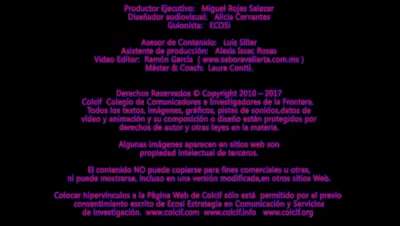 Productor Ejecutivo: Miguel Rojas Salazar
Diseñador audiovisual: Alicia Cervantes
Guionista: ECOSI
Asesor de Contenido: Luis Siller
Asistente de producción: Alexis Issac Rosas
Video Editor: Ramón García ( www.saboravallarta.com.mx )
Máster & Coach: Laura Contti.
Derechos Reservados © Copyright 2010 – 2017
Colcif Colegio de Comunicadores e Investigadores de la Frontera.
Todos los textos, imágenes, gráficos, pistas de sonidos,datos de
video y animación y su composición o diseño están protegidos por
derechos de autor y otras leyes en la materia.
Algunas imágenes aparecen en sitios web son
propiedad intelectual de terceros.
El contenido NO puede copiarse para fines comerciales u otras,
ni puede mostrarse, incluso en una versión modificada,en otros sitios Web.
Colocar hipervínculos a la Página Web de Colcif sólo está permitido por el previo
consentimiento escrito de Ecosi Estrategia en Comunicación y Servicios
de Investigación. www.colcif.com www.colcif.info www.colcif.org